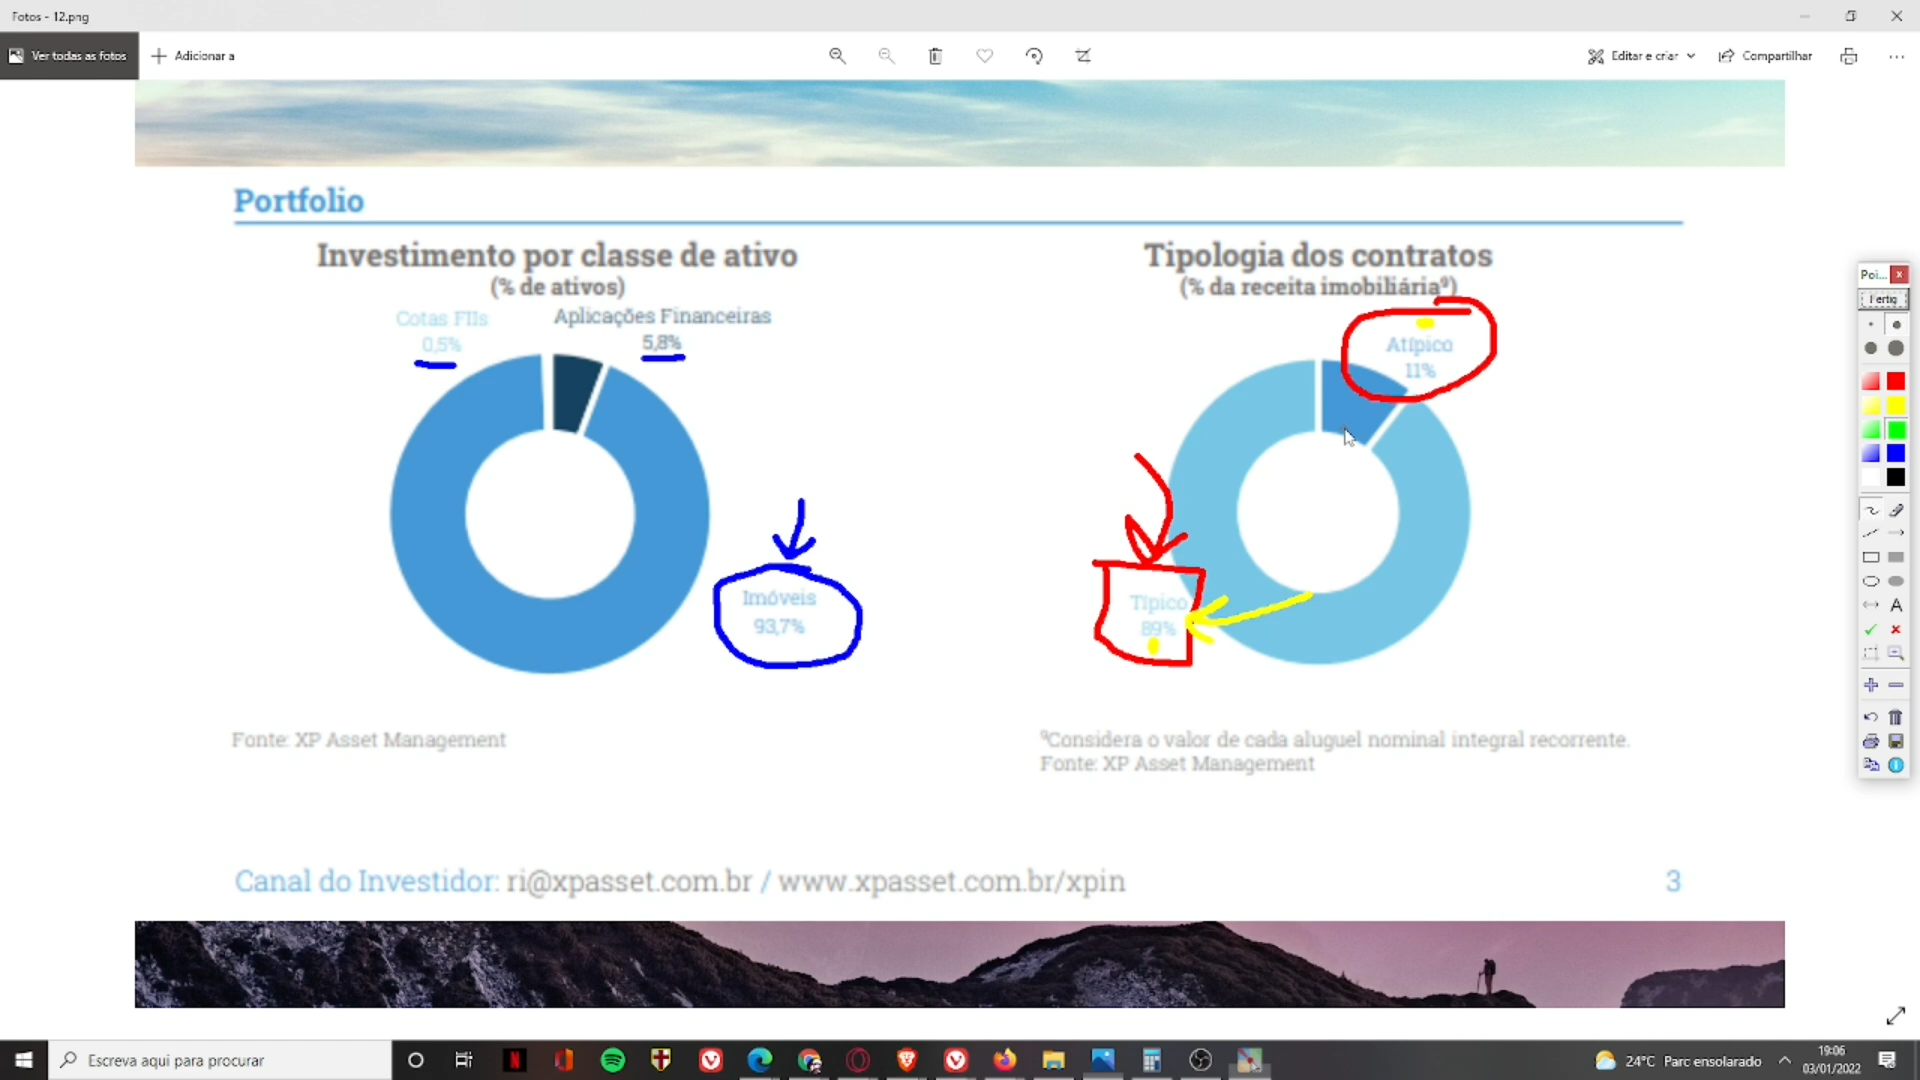 Fotos - 12.png
Ver todas as fotos
Adicionar a
Editar e criar
Compartilhar
Portfolio
Investimento por classe de ativo
(% de ativos)
Cotas FIIs
0,5%
Aplicações Financeiras
5,8%
Imóveis
93,7%
Fonte: XP Asset Management
Tipologia dos contratos
(% da receita imobiliária⁹)
Atípico
11%
Típico
89%
⁹Considera o valor de cada aluguel nominal integral recorrente.
Fonte: XP Asset Management
Canal do Investidor: ri@xpasset.com.br / www.xpasset.com.br/xpin
3
Poi...
Fertig
A
Escreva aqui para procurar
24°C Parc ensolarado
19:06
03/01/2022